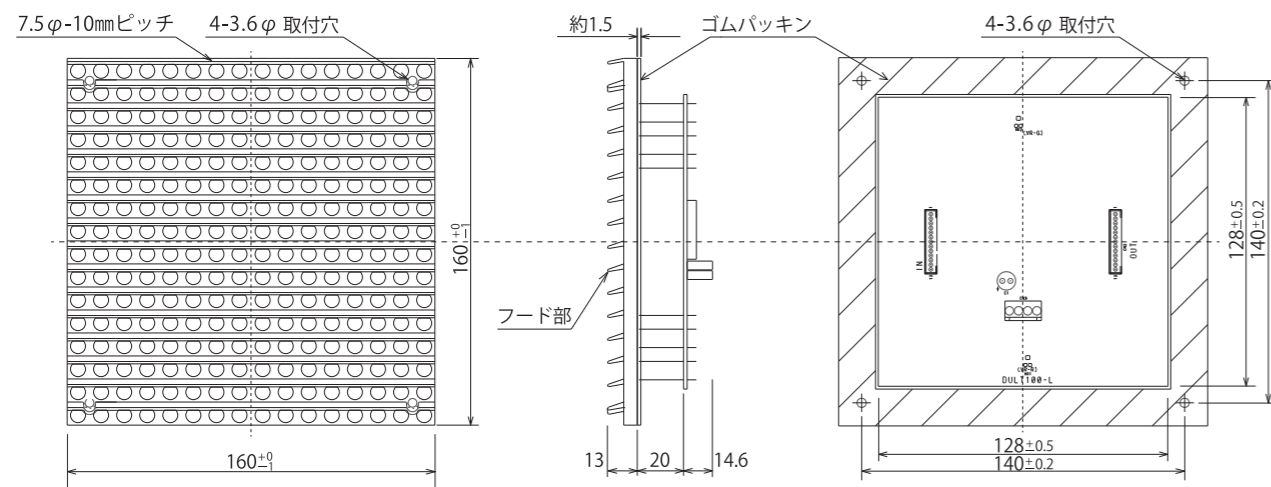 7.5φ-10mmピッチ
4-3.6φ 取付穴
約1.5
ゴムパッキン
4-3.6φ 取付穴
160+0−1
フード部
IN
OUT
128±0.5
140±0.2
DULT100-L
160+0−1
13
20
14.6
128±0.5
140±0.2